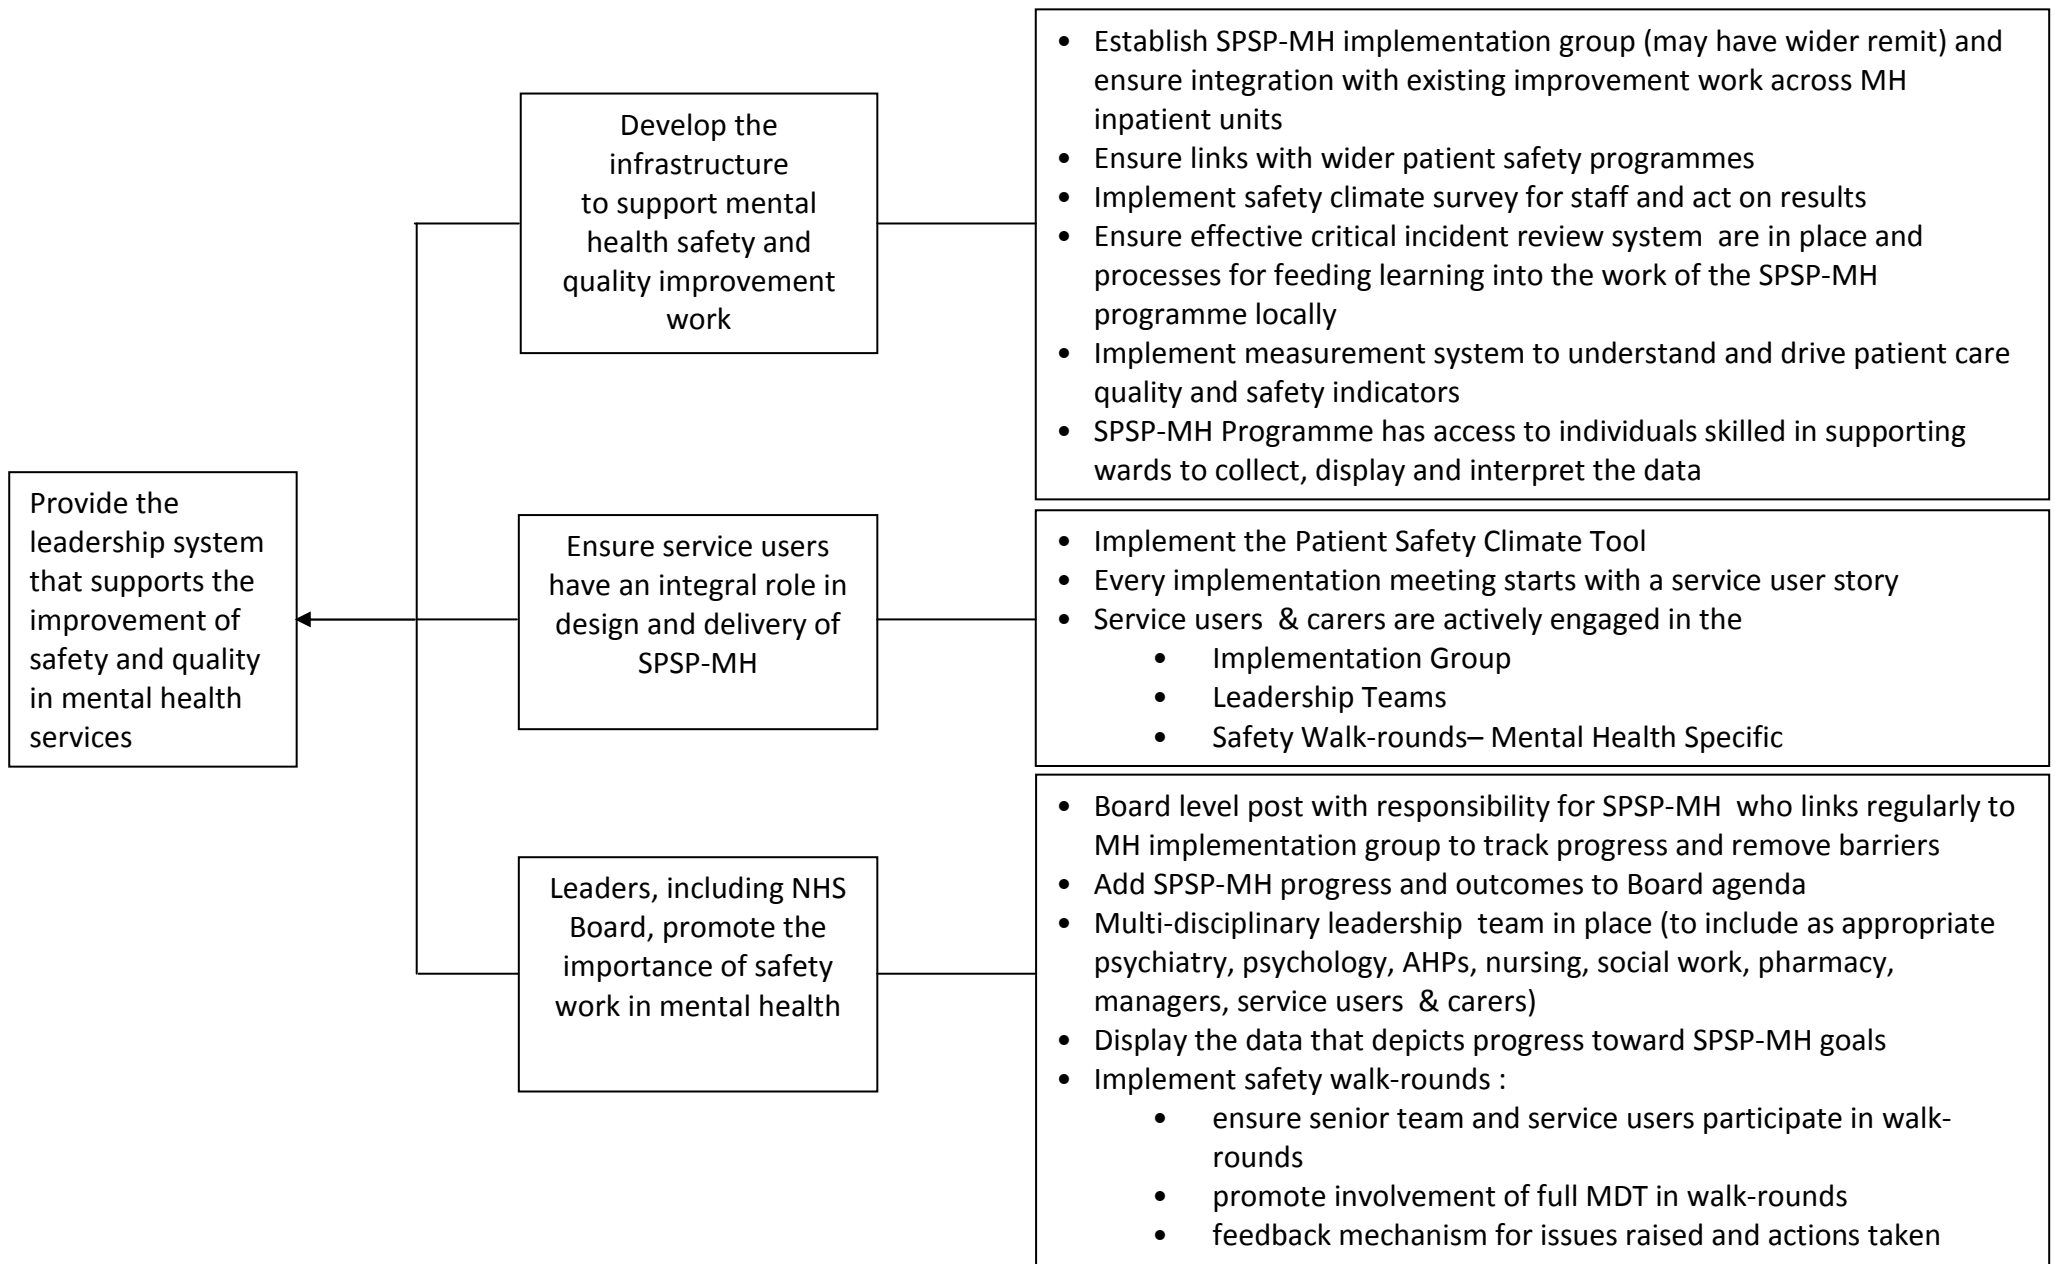 Provide the
leadership system
that supports the
improvement of
safety and quality
in mental health
services
Develop the
infrastructure
to support mental
health safety and
quality improvement
work
• Establish SPSP-MH implementation group (may have wider remit) and
ensure integration with existing improvement work across MH
inpatient units
• Ensure links with wider patient safety programmes
• Implement safety climate survey for staff and act on results
• Ensure effective critical incident review system  are in place and
processes for feeding learning into the work of the SPSP-MH
programme locally
• Implement measurement system to understand and drive patient care
quality and safety indicators
• SPSP-MH Programme has access to individuals skilled in supporting
wards to collect, display and interpret the data
Ensure service users
have an integral role in
design and delivery of
SPSP-MH
• Implement the Patient Safety Climate Tool
• Every implementation meeting starts with a service user story
• Service users  & carers are actively engaged in the
• Implementation Group
• Leadership Teams
• Safety Walk-rounds– Mental Health Specific
Leaders, including NHS
Board, promote the
importance of safety
work in mental health
• Board level post with responsibility for SPSP-MH  who links regularly to
MH implementation group to track progress and remove barriers
• Add SPSP-MH progress and outcomes to Board agenda
• Multi-disciplinary leadership  team in place (to include as appropriate
psychiatry, psychology, AHPs, nursing, social work, pharmacy,
managers, service users  & carers)
• Display the data that depicts progress toward SPSP-MH goals
• Implement safety walk-rounds :
• ensure senior team and service users participate in walk-
rounds
• promote involvement of full MDT in walk-rounds
• feedback mechanism for issues raised and actions taken